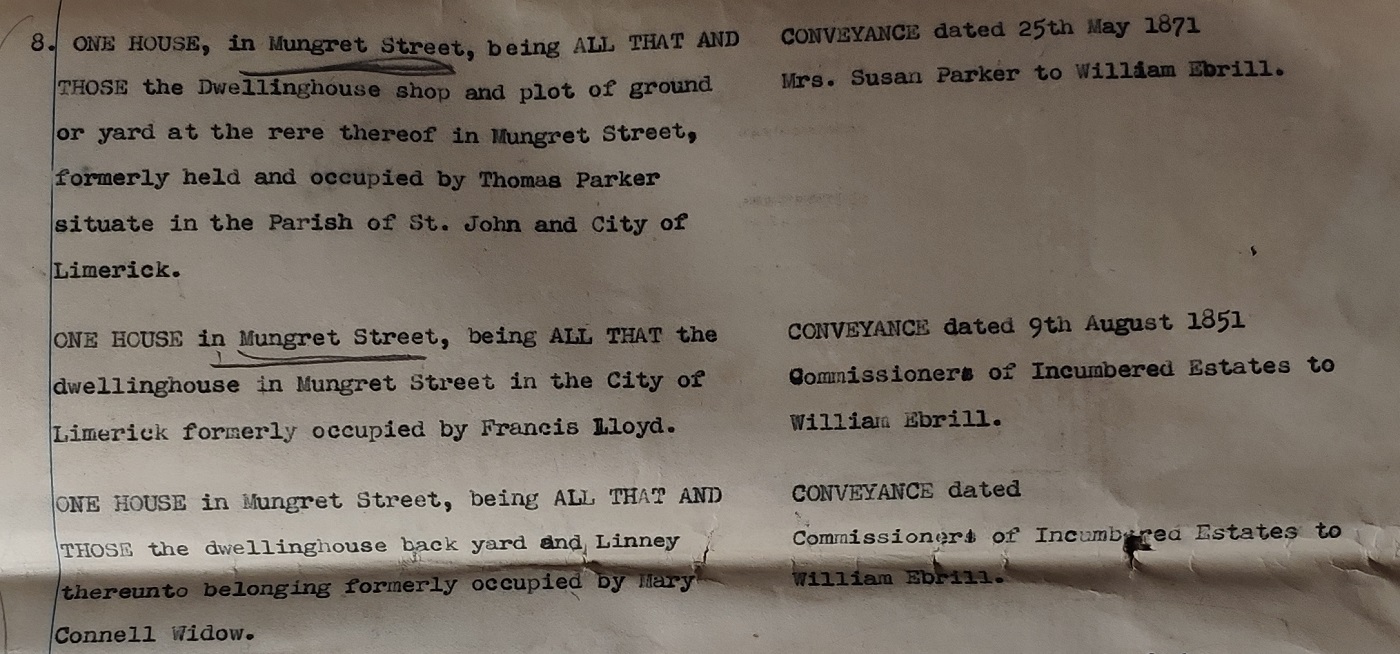 8. ONE HOUSE, in Mungret Street, being ALL THAT AND
THOSE the Dwellinghouse shop and plot of ground
or yard at the rere thereof in Mungret Street,
formerly held and occupied by Thomas Parker
situate in the Parish of St. John and City of
Limerick.
CONVEYANCE dated 25th May 1871
Mrs. Susan Parker to William Ebrill.
ONE HOUSE in Mungret Street, being ALL THAT the
dwellinghouse in Mungret Street in the City of
Limerick formerly occupied by Francis Lloyd.
CONVEYANCE dated 9th August 1851
Commissioners of Incumbered Estates to
William Ebrill.
ONE HOUSE in Mungret Street, being ALL THAT AND
THOSE the dwellinghouse back yard and Linney
thereunto belonging formerly occupied by Mary
Connell Widow.
CONVEYANCE dated
Commissioners of Incumbered Estates to
William Ebrill.